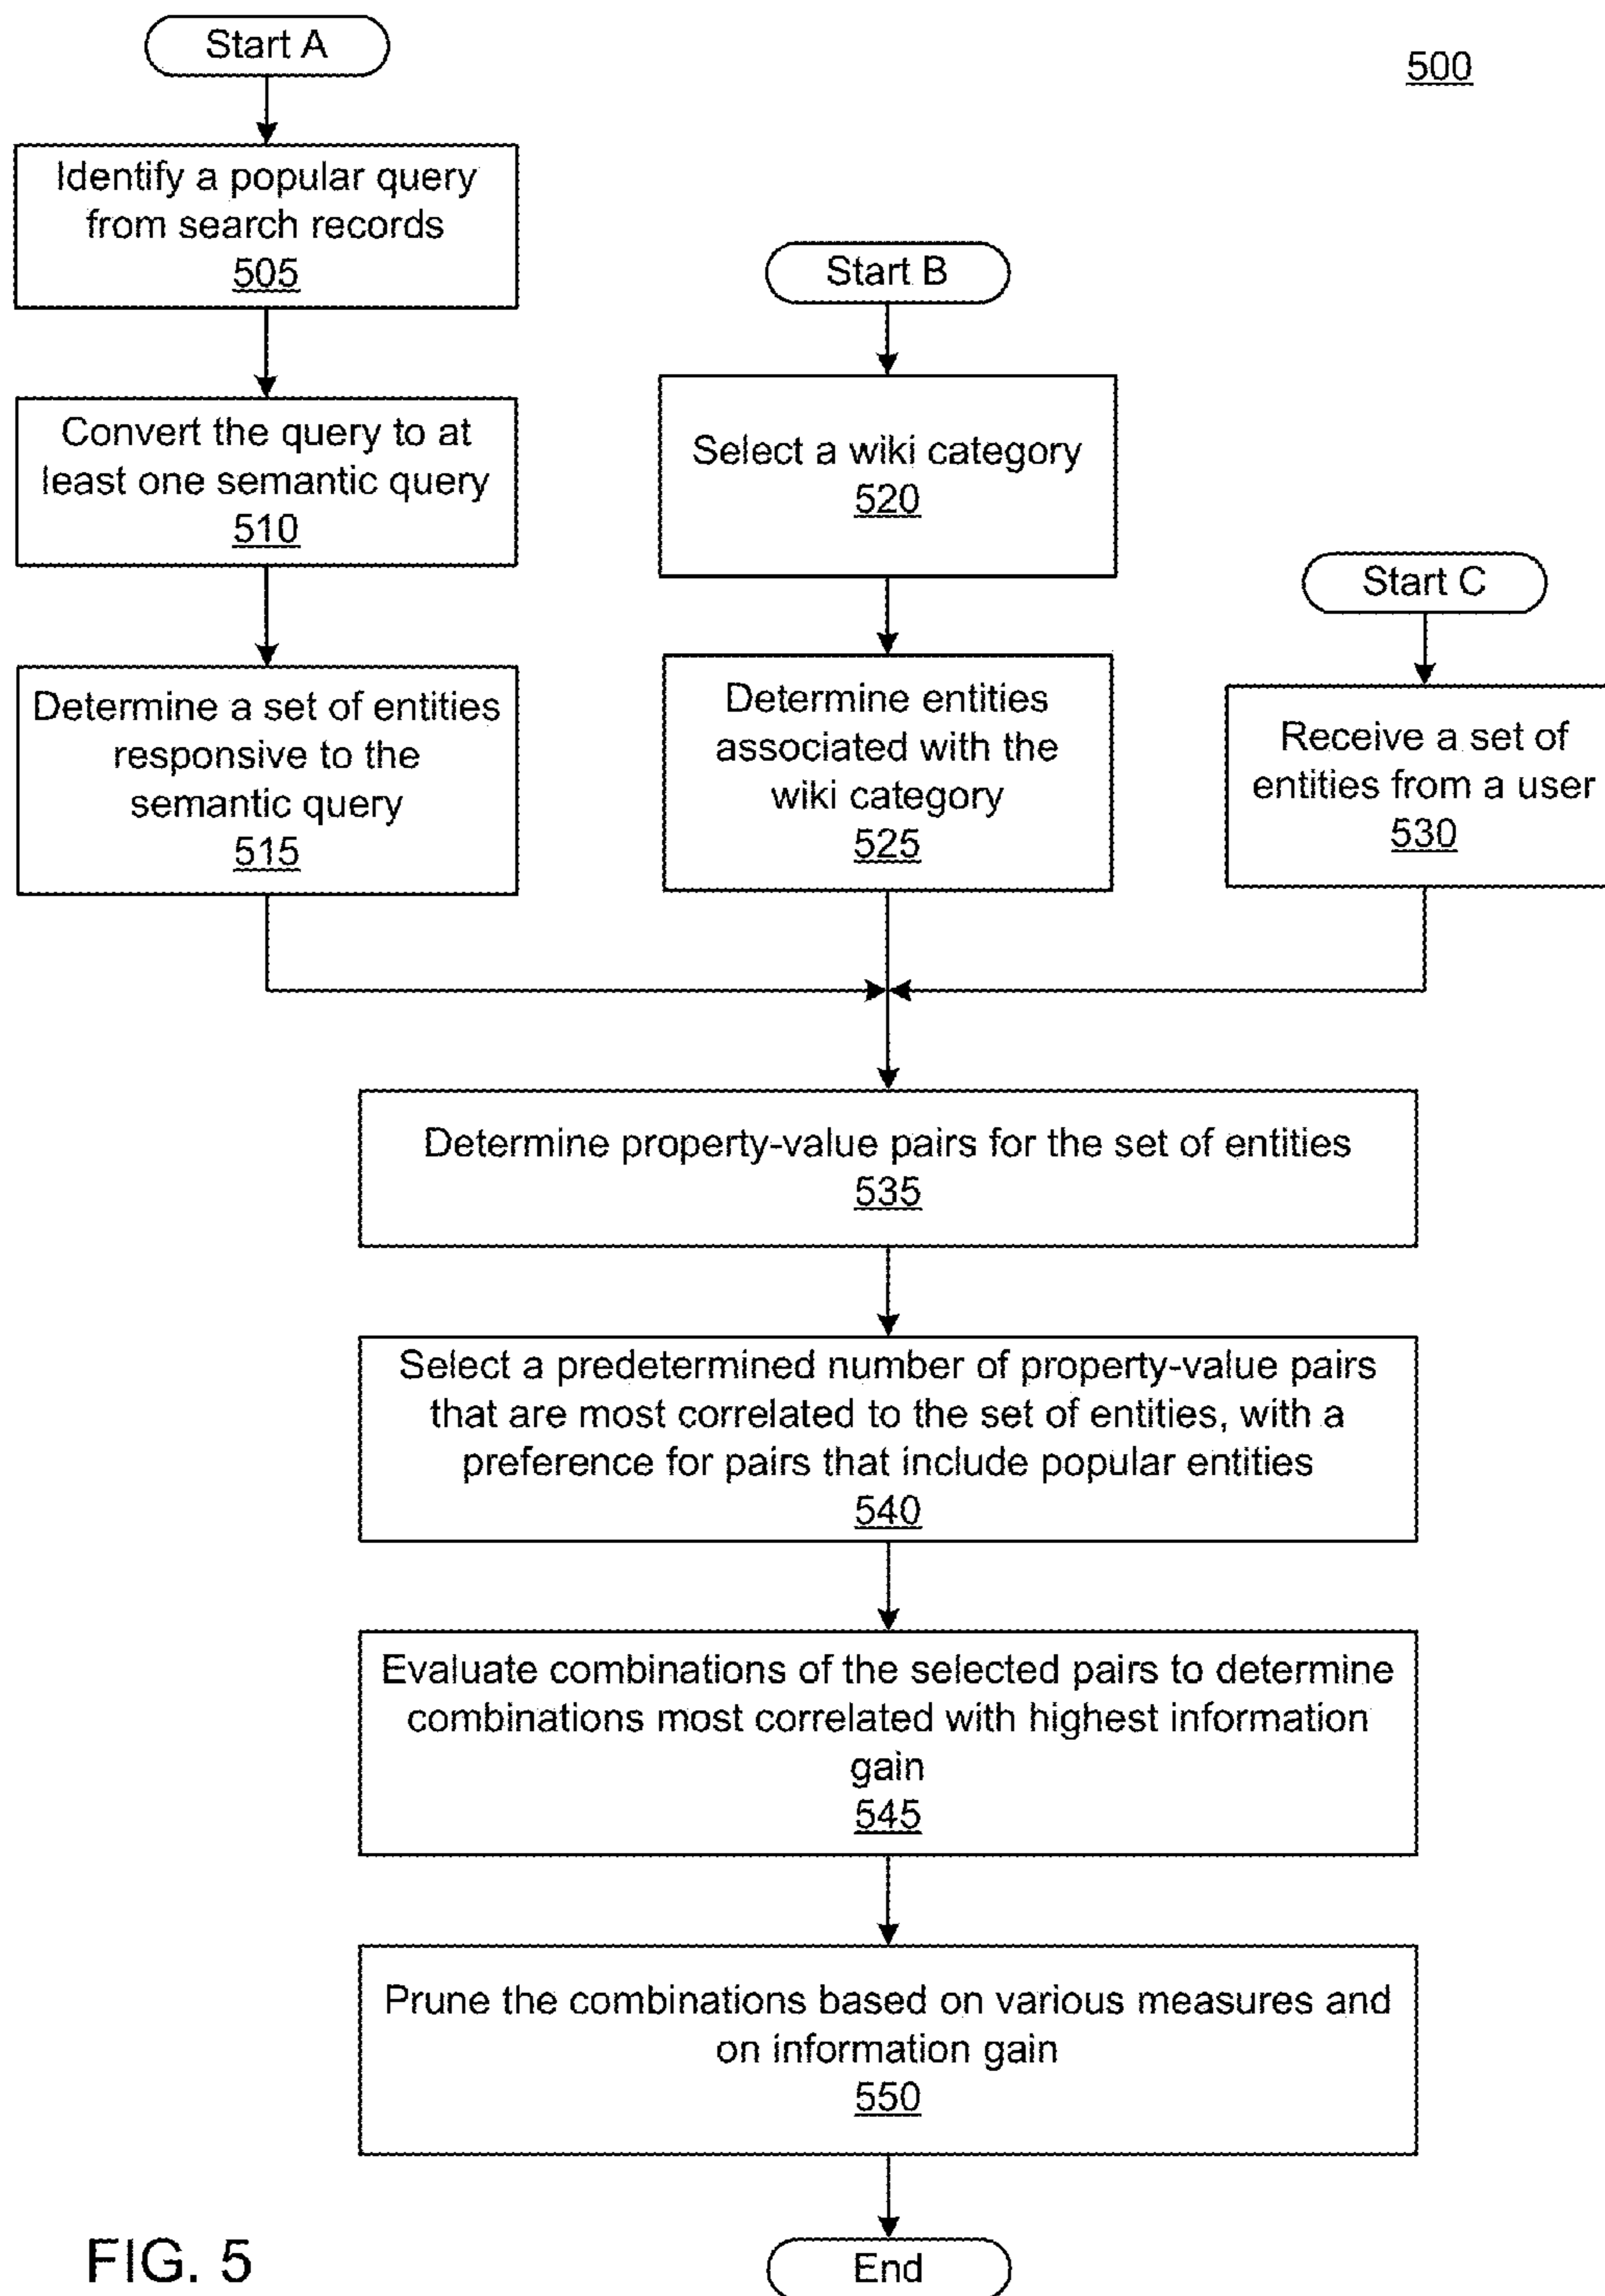 Start A
500
Identify a popular query
from search records
505
Convert the query to at
least one semantic query
510
Determine a set of entities
responsive to the
semantic query
515
Start B
Select a wiki category
520
Determine entities
associated with the
wiki category
525
Start C
Receive a set of
entities from a user
530
Determine property-value pairs for the set of entities
535
Select a predetermined number of property-value pairs
that are most correlated to the set of entities, with a
preference for pairs that include popular entities
540
Evaluate combinations of the selected pairs to determine
combinations most correlated with highest information
gain
545
Prune the combinations based on various measures and
on information gain
550
End
FIG. 5